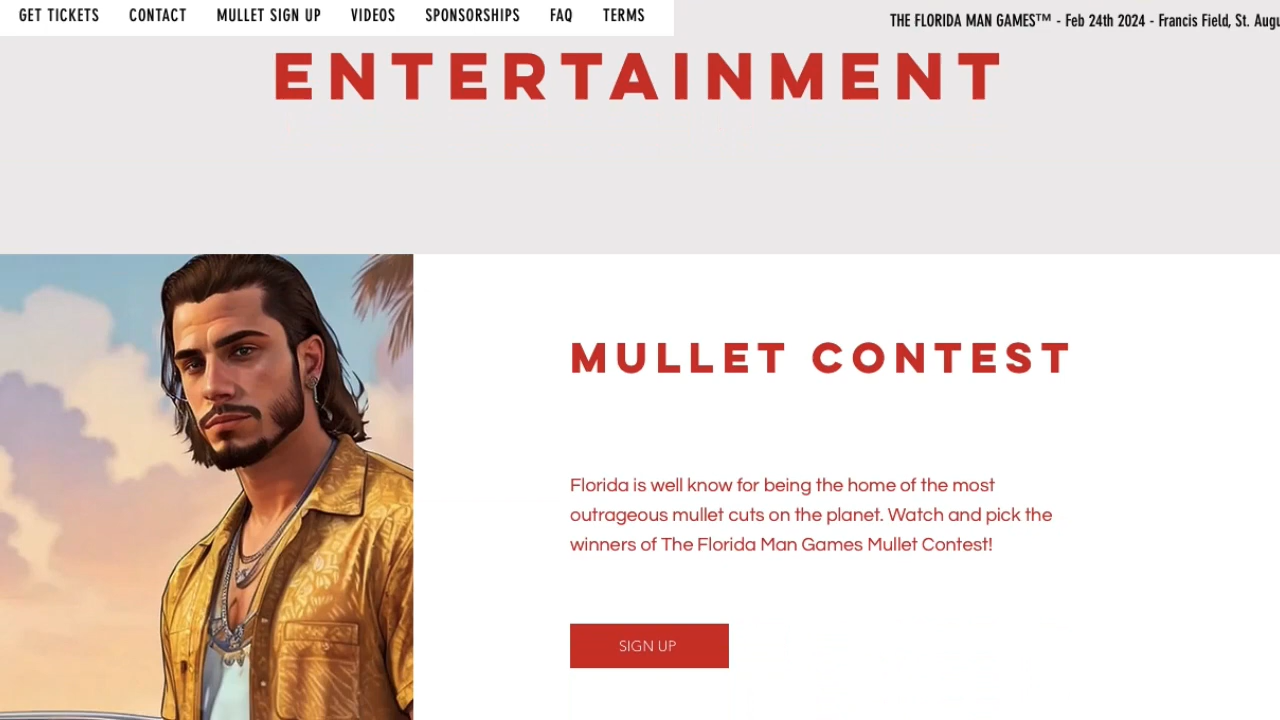 GET TICKETS CONTACT MULLET SIGN UP VIDEOS SPONSORSHIPS FAQ TERMS
THE FLORIDA MAN GAMES™ - Feb 24th 2024 - Francis Field, St. Augu
ENTERTAINMENT
MULLET CONTEST
Florida is well know for being the home of the most
outrageous mullet cuts on the planet. Watch and pick the
winners of The Florida Man Games Mullet Contest!
SIGN UP